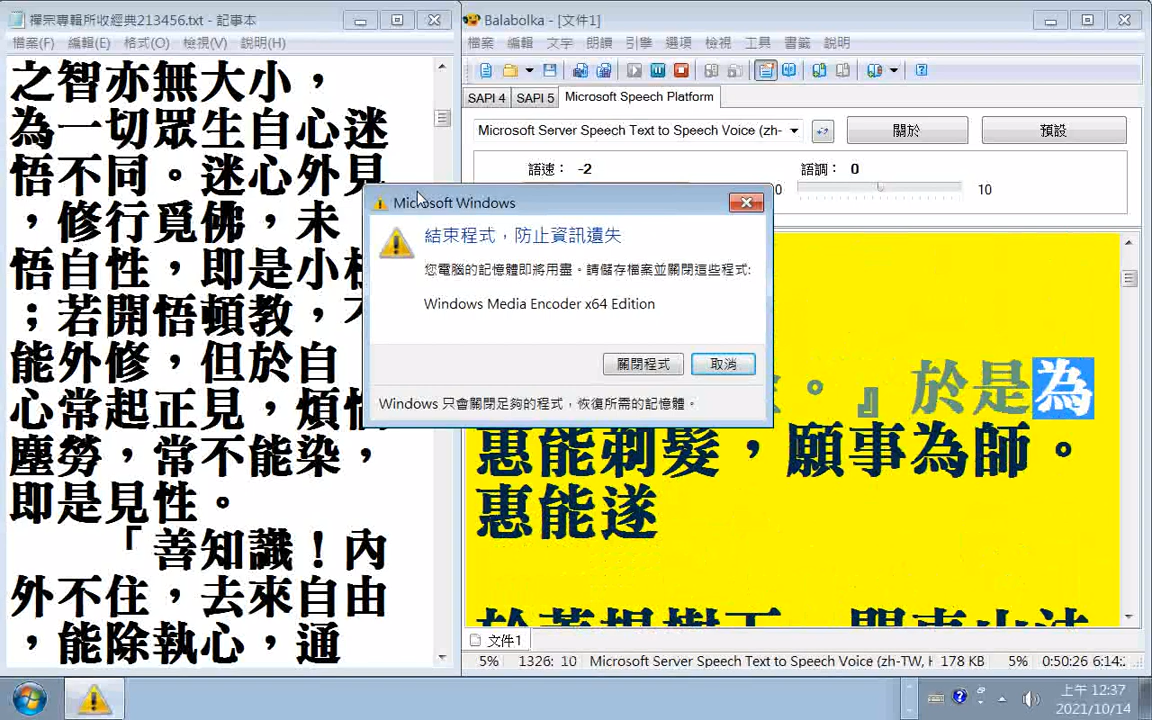 禪宗專輯所收經典213456.txt - 記事本
檔案(F) 編輯(E) 格式(O) 檢視(V) 說明(H)
之智亦無大小，
為一切眾生自心迷
悟不同。迷心外見
，修行覓佛，未
悟自性，即是小根
；若開悟頓教，不
能外修，但於自
心常起正見，煩惱
塵勞，常不能染，
即是見性。
「善知識！內
外不住，去來自由
，能除執心，通
Balabolka - [文件1]
檔案 編輯 文字 朗讀 引擎 選項 檢視 工具 書籤 說明
SAPI 4 SAPI 5 Microsoft Speech Platform
Microsoft Server Speech Text to Speech Voice (zh-
關於 預設
語速： -2 語調： 0
0 10
Microsoft Windows
結束程式，防止資訊遺失
您電腦的記憶體即將用盡。請儲存檔案並關閉這些程式:
Windows Media Encoder x64 Edition
關閉程式 取消
Windows 只會關閉足夠的程式，恢復所需的記憶體。
。』於是為
惠能剃髮，願事為師。
惠能遂
文件1
5% 1326: 10 Microsoft Server Speech Text to Speech Voice (zh-TW, H 178 KB 5% 0:50:26 6:14:
上午 12:37
2021/10/14